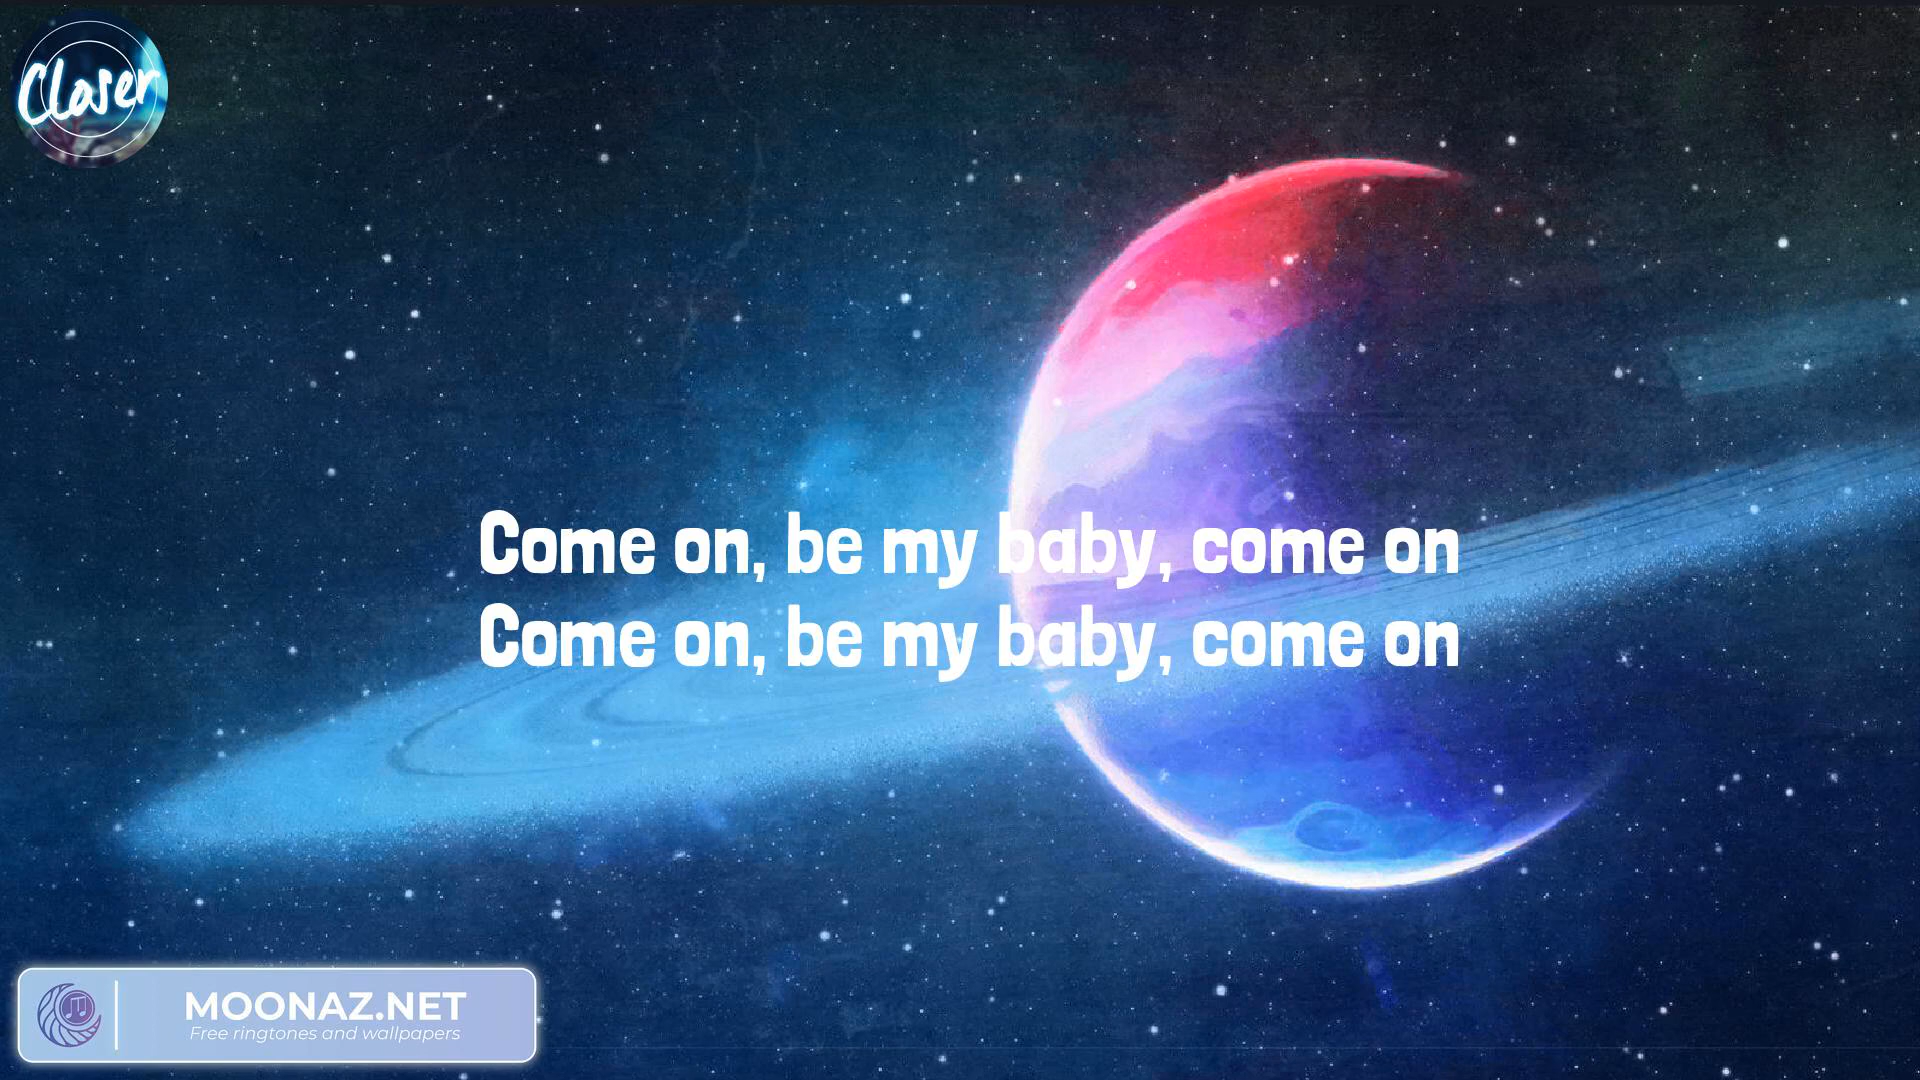 Closer
Come on, be my baby, come on
Come on, be my baby, come on
MOONAZ.NET
Free ringtones and wallpapers